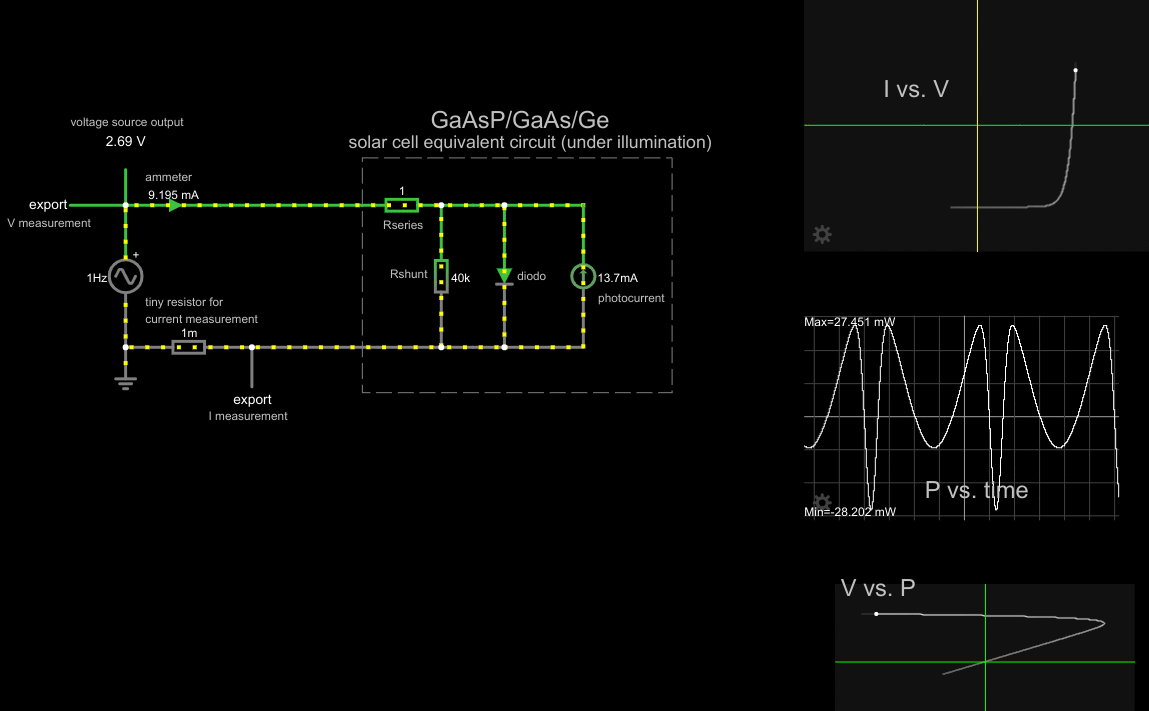 GaAsP/GaAs/Ge
solar cell equivalent circuit (under illumination)
voltage source output
2.69 V
ammeter
9.195 mA
export
V measurement
1
Rseries
+
1Hz
Rshunt
40k
diodo
13.7mA
photocurrent
tiny resistor for
current measurement
1m
export
I measurement
I vs. V
Max=27.451 mW
P vs. time
Min=-28.202 mW
V vs. P